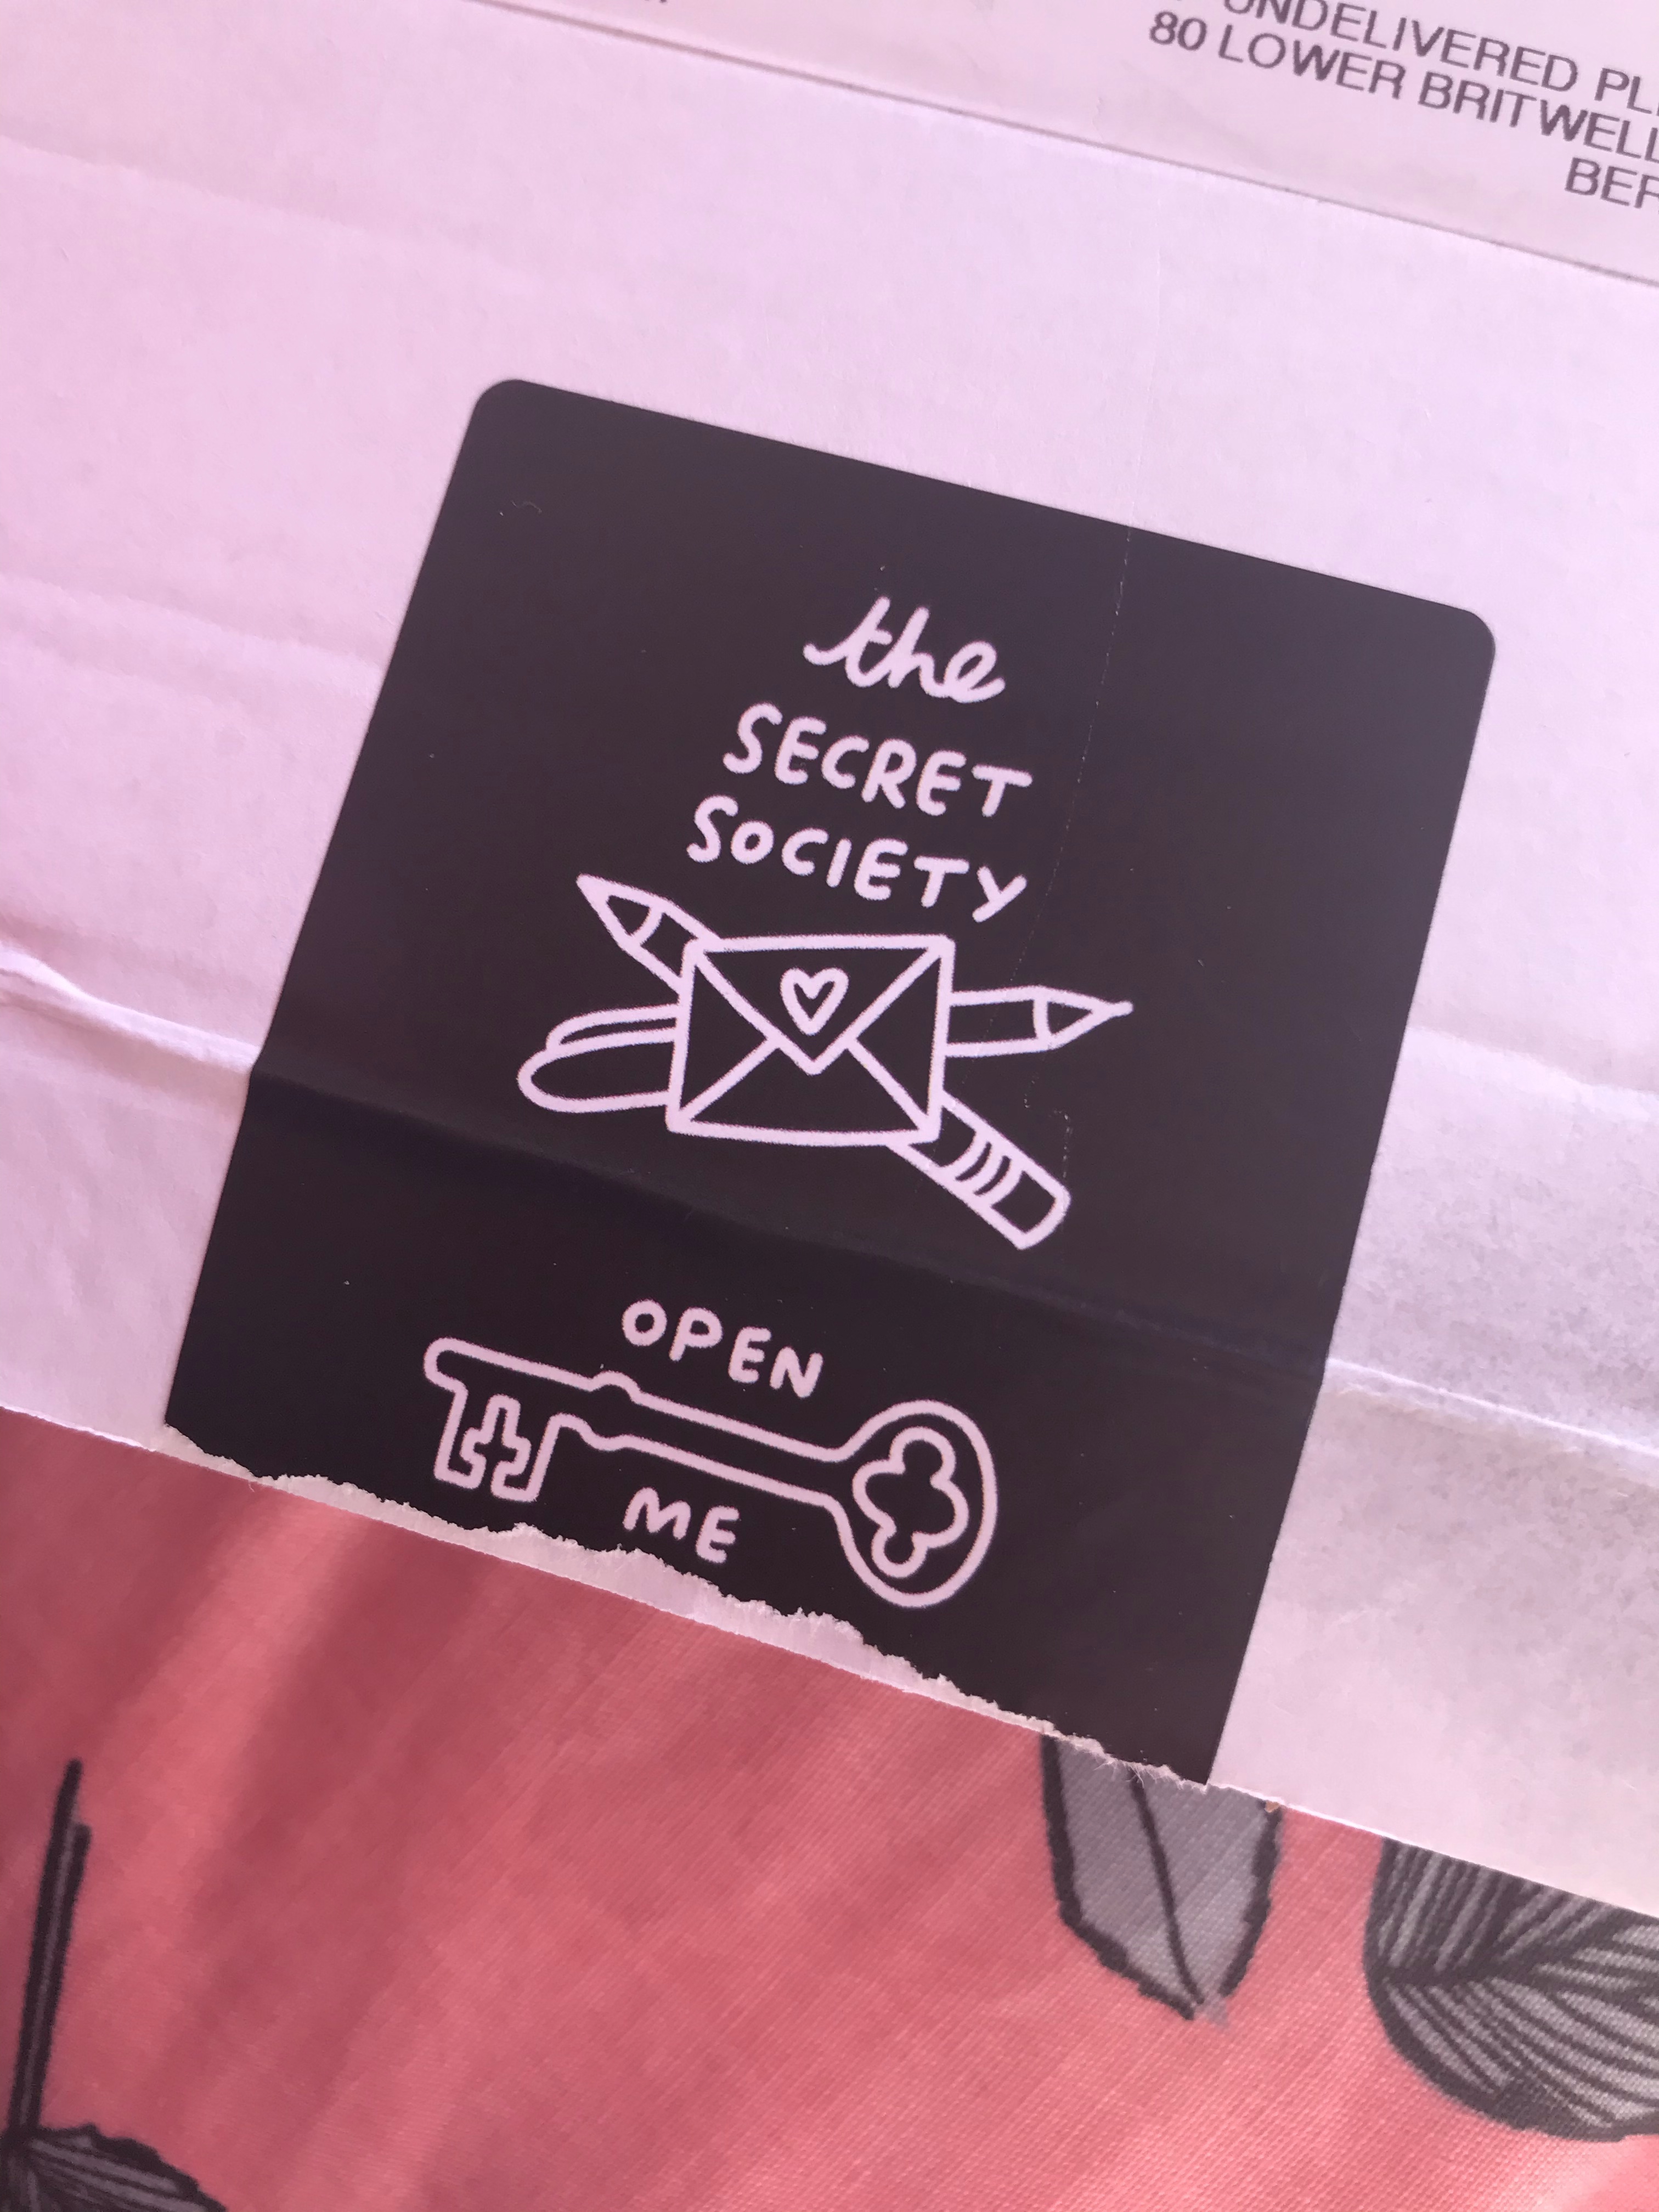 UNDELIVERED
80 LOWER BRITWELL
the
SECRET
SOCIETY
OPEN
ME